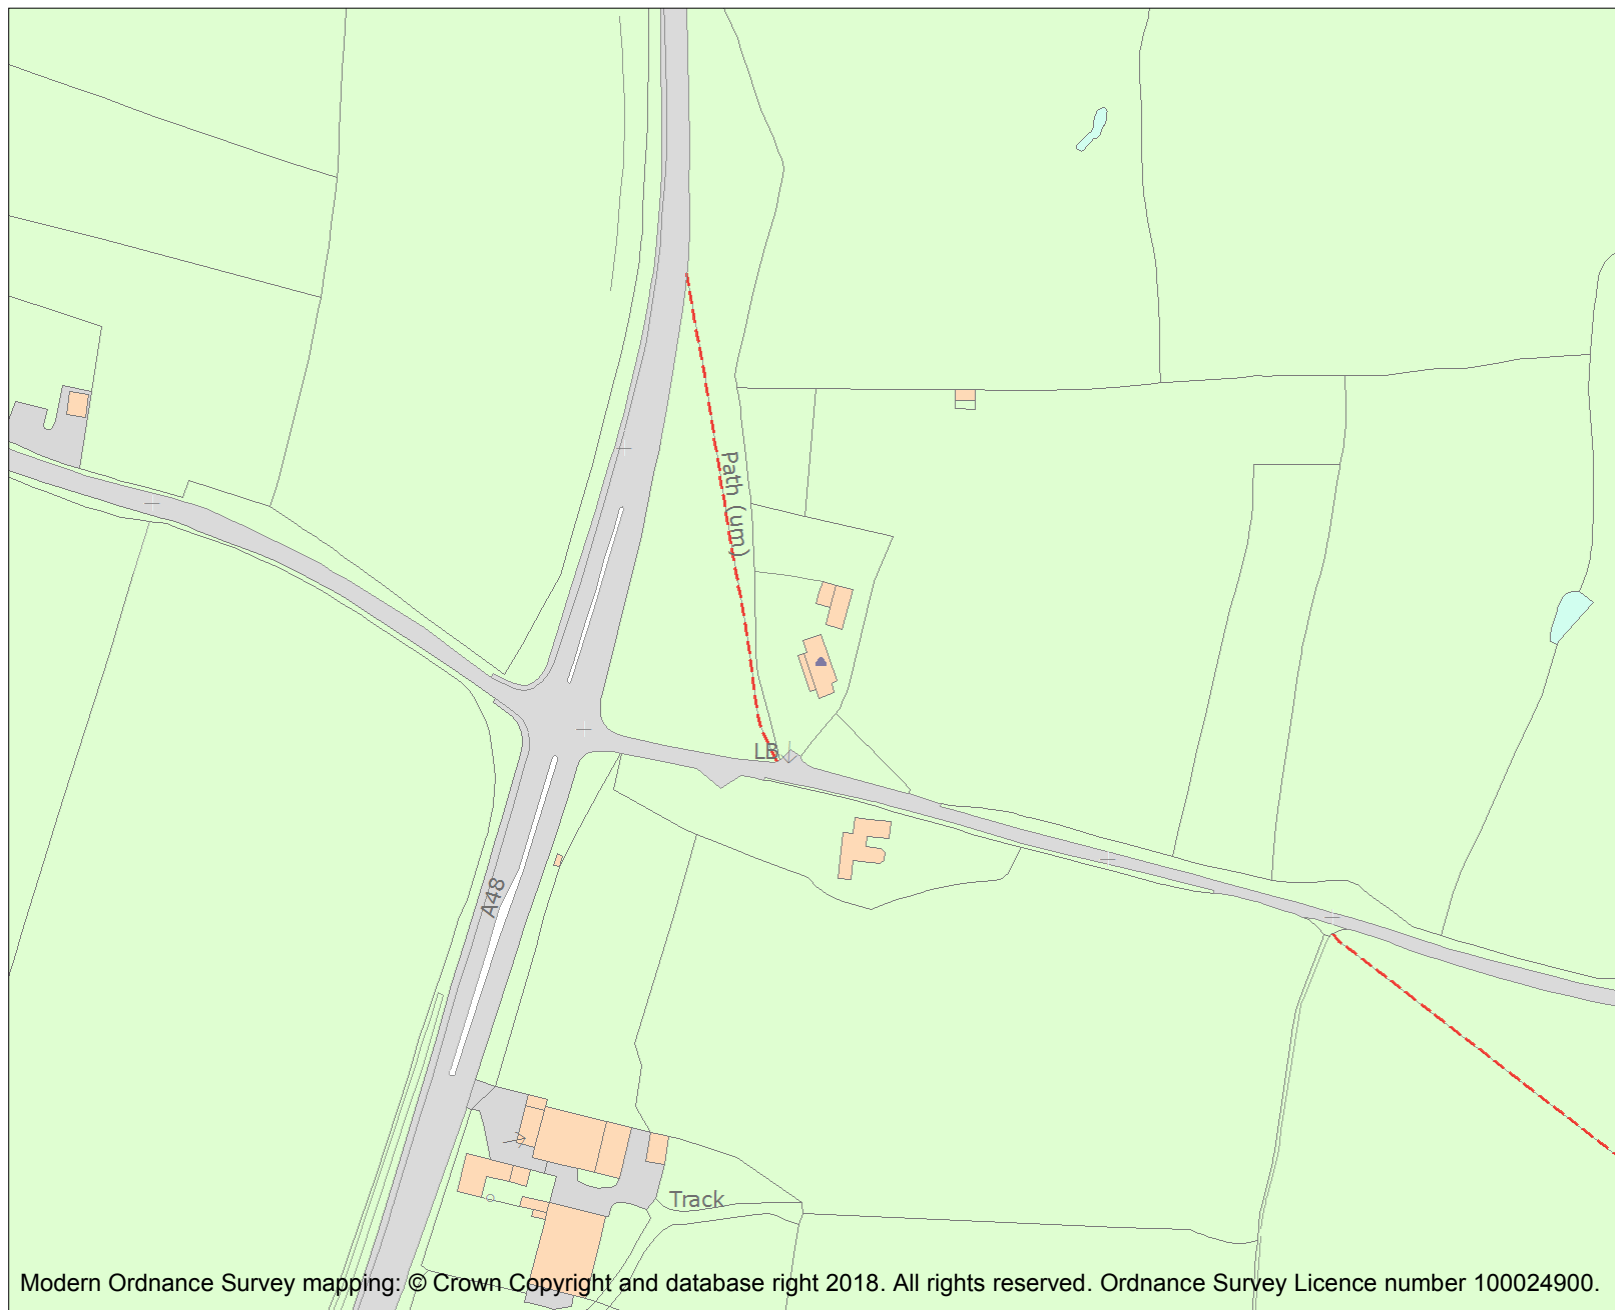 Path (um)
LB
A48
Track
Modern Ordnance Survey mapping: © Crown Copyright and database right 2018. All rights reserved. Ordnance Survey Licence number 100024900.